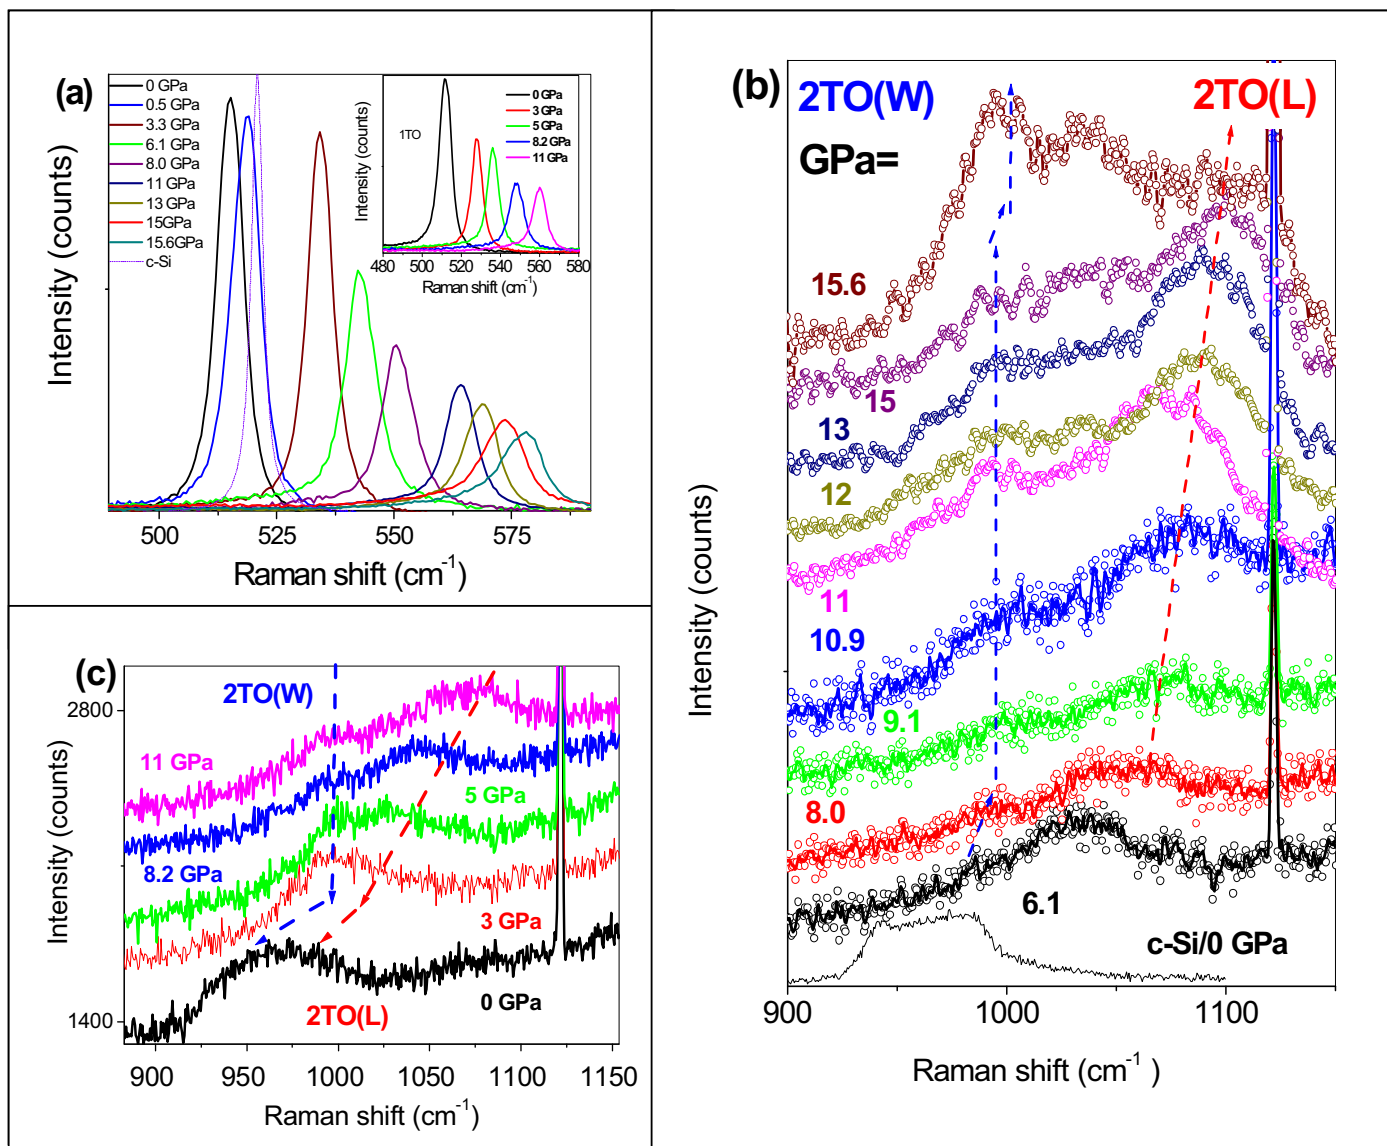 (a)
0 GPa
0.5 GPa
3.3 GPa
6.1 GPa
8.0 GPa
11 GPa
13 GPa
15GPa
15.6GPa
c-Si
Intensity (counts)
500 525 550 575
Raman shift (cm-1)
1TO
0 GPa
3 GPa
5 GPa
8.2 GPa
11 GPa
Intensity (counts)
480 500 520 540 560 580
Raman shift (cm-1)
(b)
2TO(W) 2TO(L)
GPa=
15.6
15
13
12
11
10.9
9.1
8.0
6.1
c-Si/0 GPa
Intensity (counts)
900 1000 1100
Raman shift (cm-1 )
(c)
2TO(W)
2800
11 GPa
5 GPa
8.2 GPa
3 GPa
0 GPa
2TO(L)
1400
Intensity (counts)
900 950 1000 1050 1100 1150
Raman shift (cm-1)